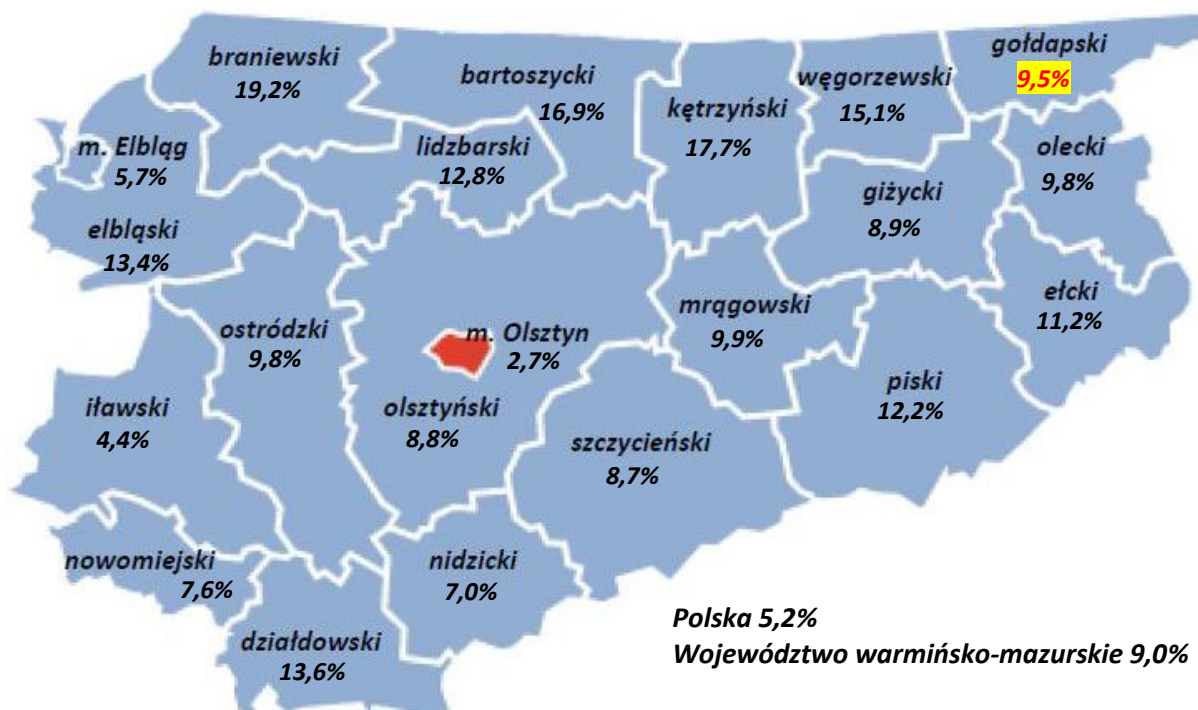 braniewski
19,2%
bartoszycki
16,9%
kętrzyński
17,7%
węgorzewski
15,1%
gołdapski
9,5%
m. Elbląg
5,7%
lidzbarski
12,8%
olecki
9,8%
giżycki
8,9%
elbląski
13,4%
ostródzki
9,8%
m. Olsztyn
2,7%
mrągowski
9,9%
ełcki
11,2%
iławski
4,4%
olsztyński
8,8%
szczycieński
8,7%
piski
12,2%
nowomiejski
7,6%
nidzicki
7,0%
działdowski
13,6%
Polska 5,2%
Województwo warmińsko-mazurskie 9,0%